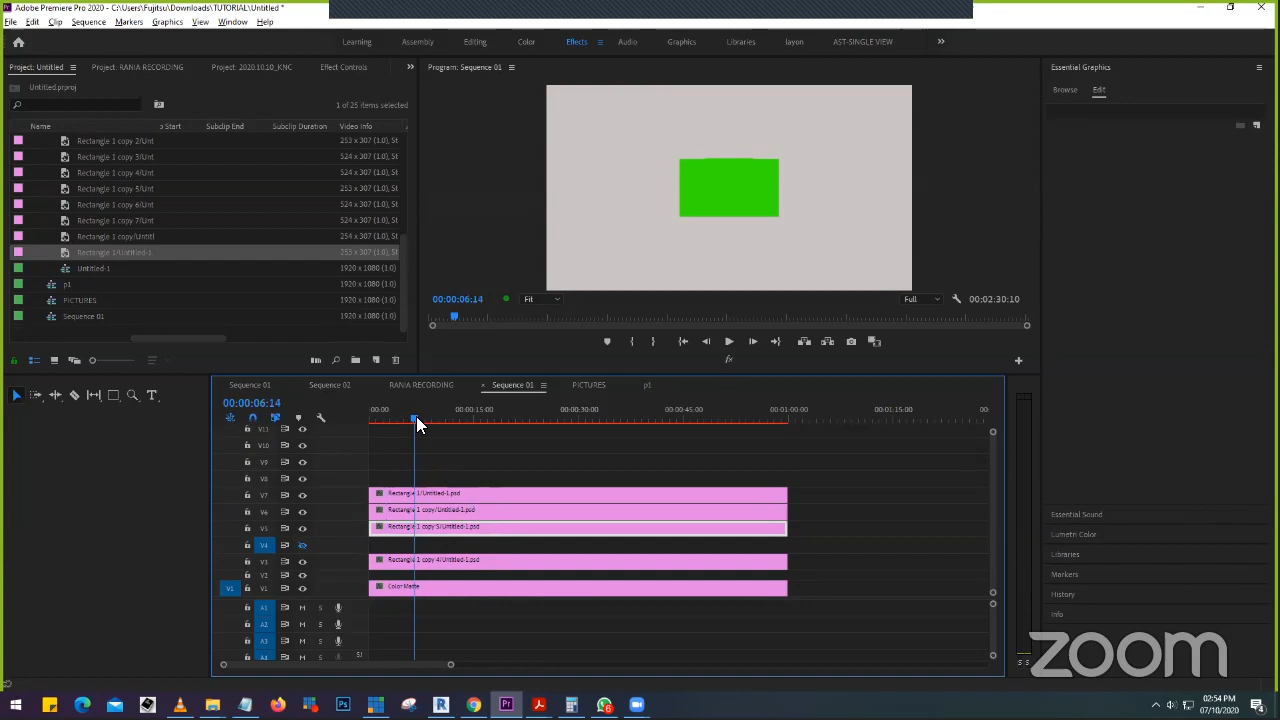 Adobe Premiere Pro 2020 - C:\Users\Fujitsu\Downloads\TUTORIAL\Untitled *
File Edit Clip Sequence Markers Graphics View Window Help
Learning Assembly Editing Color Effects Audio Graphics Libraries layon AST-SINGLE VIEW
Project: Untitled Project: RANIA RECORDING Project: 2020.10.10_KNC Effect Controls
Program: Sequence 01
Essential Graphics
Untitled.prproj
Browse Edit
1 of 25 items selected
Name Start Subclip End Subclip Duration Video Info
Rectangle 1 copy 2/Unt 253 x 307 (1.0), St
Rectangle 1 copy 3/Unt 524 x 307 (1.0), St
Rectangle 1 copy 4/Unt 524 x 307 (1.0), St
Rectangle 1 copy 5/Unt 253 x 307 (1.0), St
Rectangle 1 copy 6/Unt 524 x 307 (1.0), St
Rectangle 1 copy 7/Unt 524 x 307 (1.0), St
Rectangle 1 copy/Untitl 254 x 307 (1.0), St
Rectangle 1/Untitled-1. 253 x 307 (1.0), St
Untitled-1 1920 x 1080 (1.0)
p1 1920 x 1080 (1.0)
PICTURES 1920 x 1080 (1.0)
Sequence 01 1920 x 1080 (1.0)
00:00:06:14 Fit Full 00:02:30:10
fx
Sequence 01 Sequence 02 RANIA RECORDING × Sequence 01 PICTURES p1
00:00:06:14
:00:00 00:00:15:00 00:00:30:00 00:00:45:00 00:01:00:00 00:01:15:00 00:
V11
V10
V9
V8
V7 Rectangle 1/Untitled-1.psd
V6 Rectangle 1 copy/Untitled-1.psd
V5 Rectangle 1 copy 5/Untitled-1.psd
V4
V3 Rectangle 1 copy 4/Untitled-1.psd
V2
V1 V1 Color Matte
A1 M S
A2 M S
A3 M S
A4 M S
S S
Essential Sound
Lumetri Color
Libraries
Markers
History
Info
zoom
02:54 PM
07/10/2020